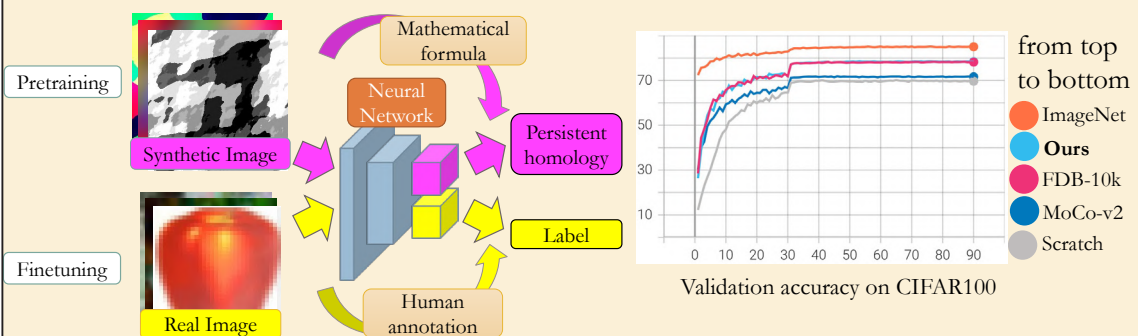 Pretraining
Synthetic Image
Mathematical
formula
Neural
Network
Persistent
homology
Finetuning
Real Image
Human
annotation
Label
70
50
30
10
0
10
20
30
40
50
60
70
80
90
Validation accuracy on CIFAR100
from top
to bottom
ImageNet
Ours
FDB-10k
MoCo-v2
Scratch